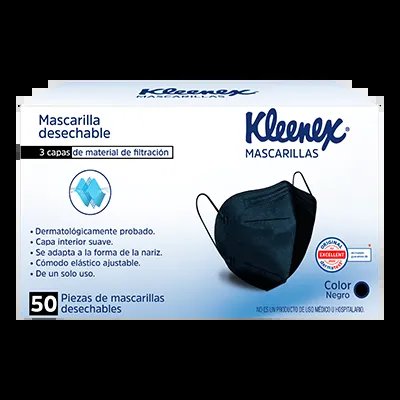 Kleenex®
MASCARILLAS
Mascarilla
desechable
3 capas de material de filtración
Kleenex®
MASCARILLAS
• Dermatológicamente probado.
• Capa interior suave.
• Se adapta a la forma de la nariz.
• Cómodo elástico ajustable.
• De un solo uso.
ORIGINAL
EXCELLENT
Color
Negro
50 Piezas de mascarillas
desechables
NO ES UN PRODUCTO DE USO MÉDICO U HOSPITALARIO.